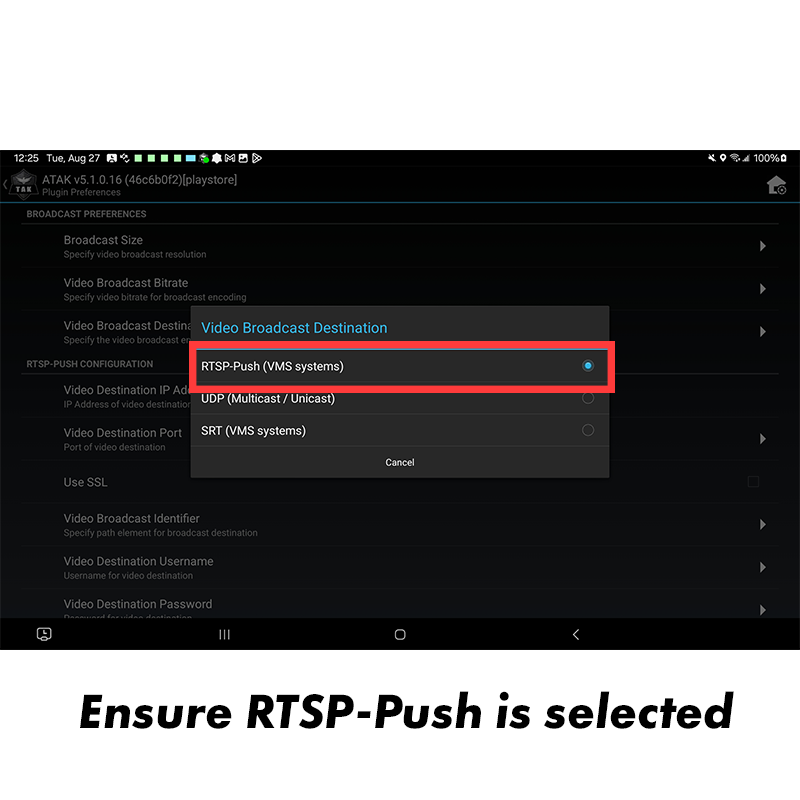 12:25 Tue, Aug 27
100%
ATAK v5.1.0.16 (46c6b0f2)[playstore]
TAK
Plugin Preferences
BROADCAST PREFERENCES
Broadcast Size
Specify video broadcast resolution
Video Broadcast Bitrate
Specify video bitrate for broadcast encoding
Video Broadcast Destina
Specify the video broadcast
Video Broadcast Destination
RTSP-PUSH CONFIGURATION
RTSP-Push (VMS systems)
Video Destination IP
IP Address of video destination
UDP (Multicast / Unicast)
Video Destination Port
Port of video destination
SRT (VMS systems)
Cancel
Use SSL
Video Broadcast Identifier
Specify path element for broadcast destination
Video Destination Username
Username for video destination
Video Destination Password
Password for video destination
Ensure RTSP-Push is selected